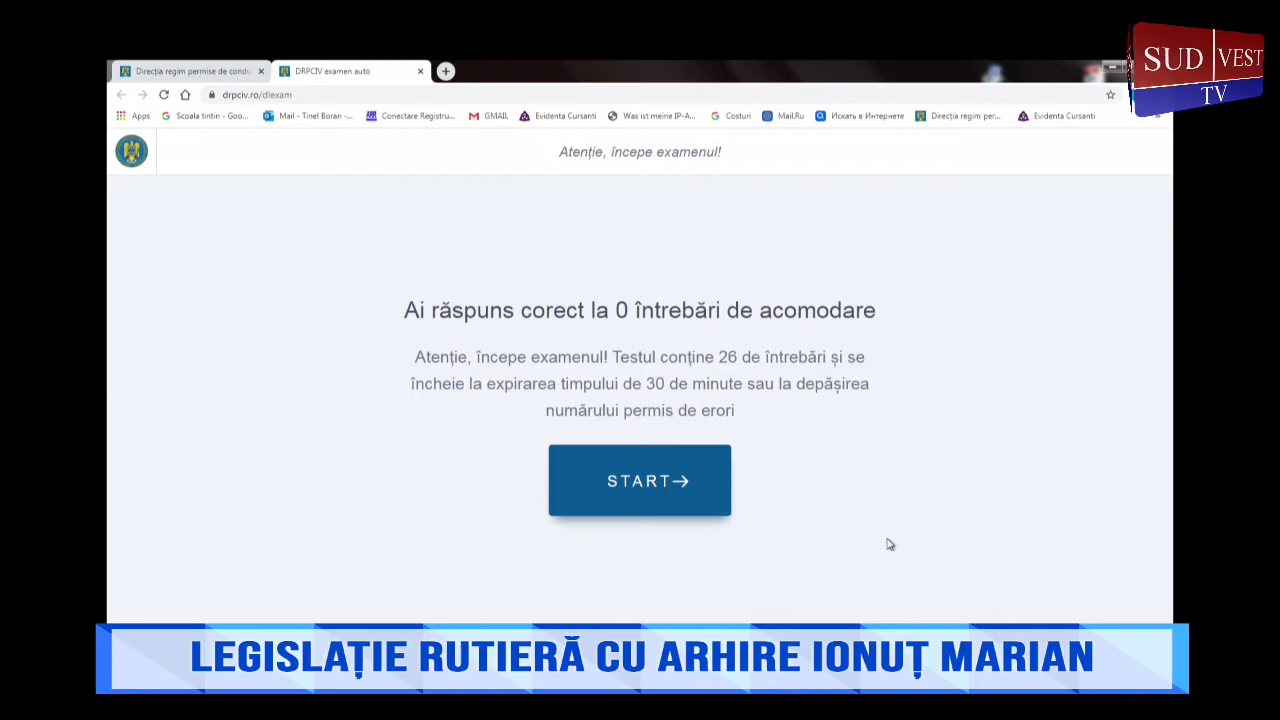 SUD VEST
TV
Direcția regim permise de condu
DRPCIV examen auto
drpciv.ro/dlexam
Apps
Scoala tintin - Goo...
Mail - Tinel Boran -...
Conectare Registru...
GMAIL
Evidenta Cursanti
Was ist meine IP-A...
Costuri
Mail.Ru
Искать в Интернете
Direcția regim per...
Evidenta Cursanti
Atenție, începe examenul!
Ai răspuns corect la 0 întrebări de acomodare
Atenție, începe examenul! Testul conține 26 de întrebări și se
încheie la expirarea timpului de 30 de minute sau la depășirea
numărului permis de erori
START→
LEGISLAȚIE RUTIERĂ CU ARHIRE IONUȚ MARIAN